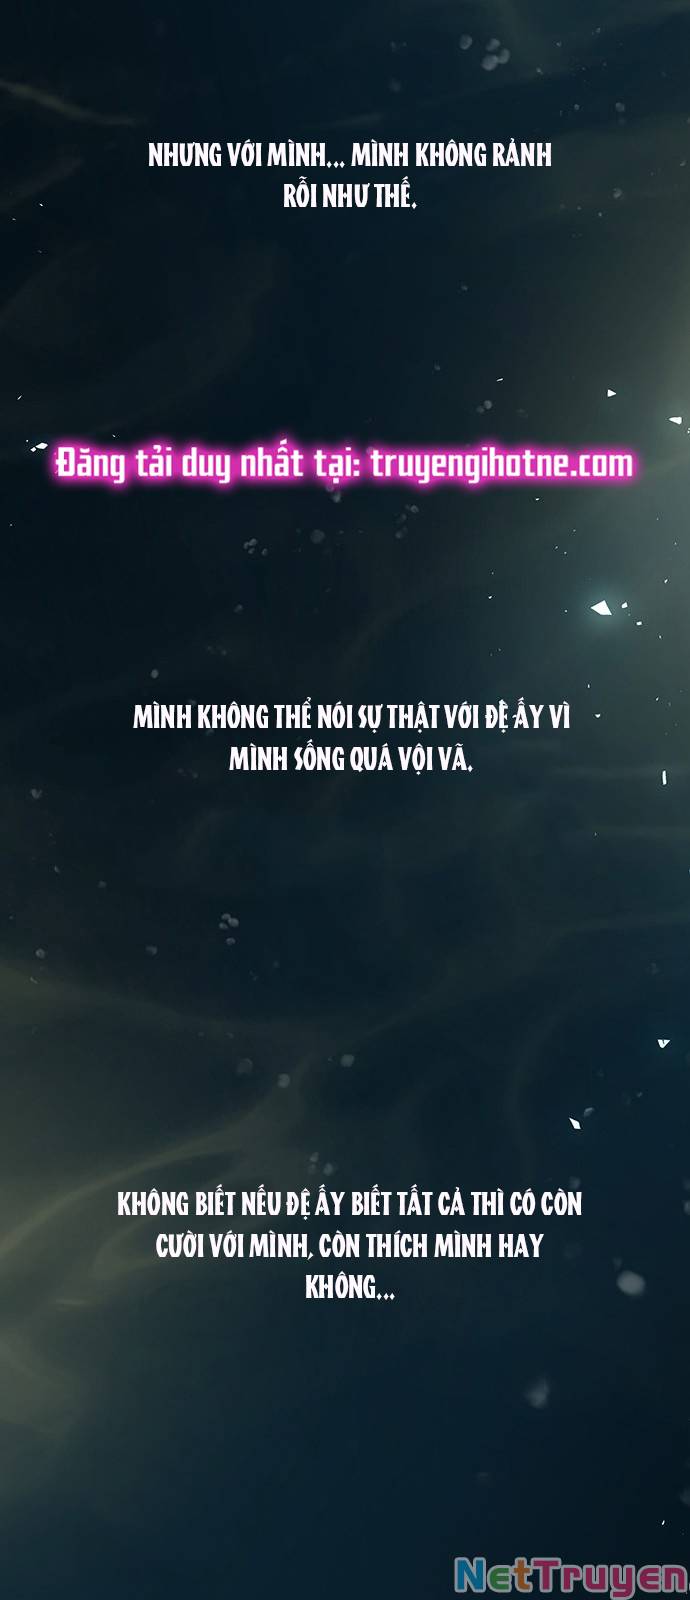 NHƯNG VỚI MÌNH... MÌNH KHÔNG RẢNH
RỖI NHƯ THẾ.
Đăng tải duy nhất tại: truyengihotne.com
MÌNH KHÔNG THỂ NÓI SỰ THẬT VỚI ĐỆ ẤY VÌ
MÌNH SỐNG QUÁ VỘI VÃ.
KHÔNG BIẾT NẾU ĐỆ ẤY BIẾT TẤT CẢ THÌ CÓ CÒN
CƯỜI VỚI MÌNH, CÒN THÍCH MÌNH HAY
KHÔNG...
NetTruyen